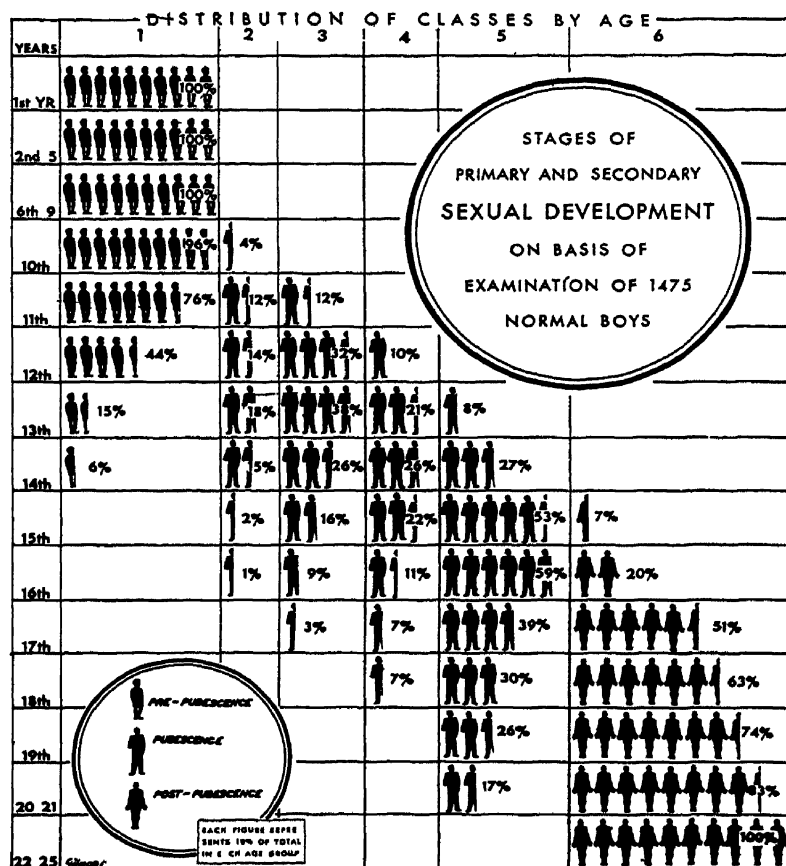 DISTRIBUTION OF CLASSES BY AGE
YEARS 1 2 3 4 5 6
1st YR 100%
2nd 5 100%
6th 9 100%
10th 96% 4%
11th 76% 12% 12%
12th 44% 14% 32% 10%
13th 15% 18% 38% 21% 8%
14th 6% 5% 26% 26% 27%
15th 2% 16% 22% 53% 7%
16th 1% 9% 11% 59% 20%
17th 3% 7% 39% 51%
18th 7% 30% 63%
19th 26% 74%
20 21 17% 83%
22 25 100%
STAGES OF
PRIMARY AND SECONDARY
SEXUAL DEVELOPMENT
ON BASIS OF
EXAMINATION OF 1475
NORMAL BOYS
PRE-PUBESCENCE
PUBESCENCE
POST-PUBESCENCE
EACH FIGURE REPRE
SENTS 10% OF TOTAL
IN E CH AGE GROUP